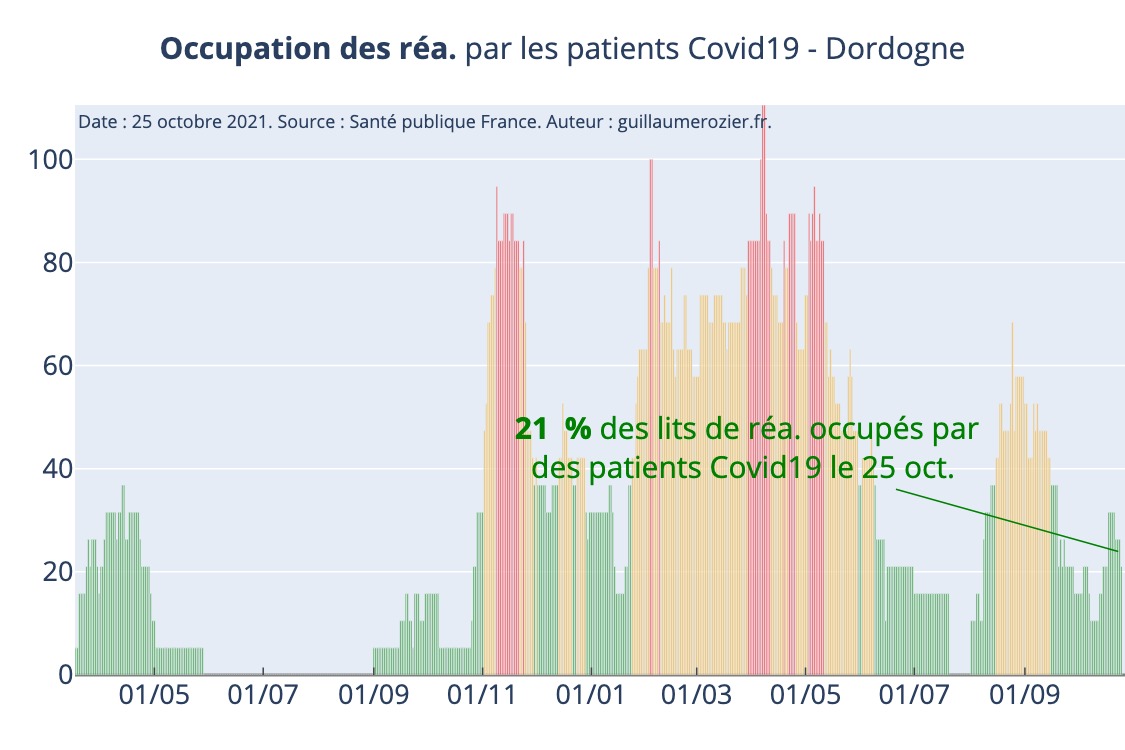 Occupation des réa. par les patients Covid19 - Dordogne
Date : 25 octobre 2021. Source : Santé publique France. Auteur : guillaumerozier.fr.
100
80
60
21 % des lits de réa. occupés par
des patients Covid19 le 25 oct.
40
20
0
01/05 01/07 01/09 01/11 01/01 01/03 01/05 01/07 01/09